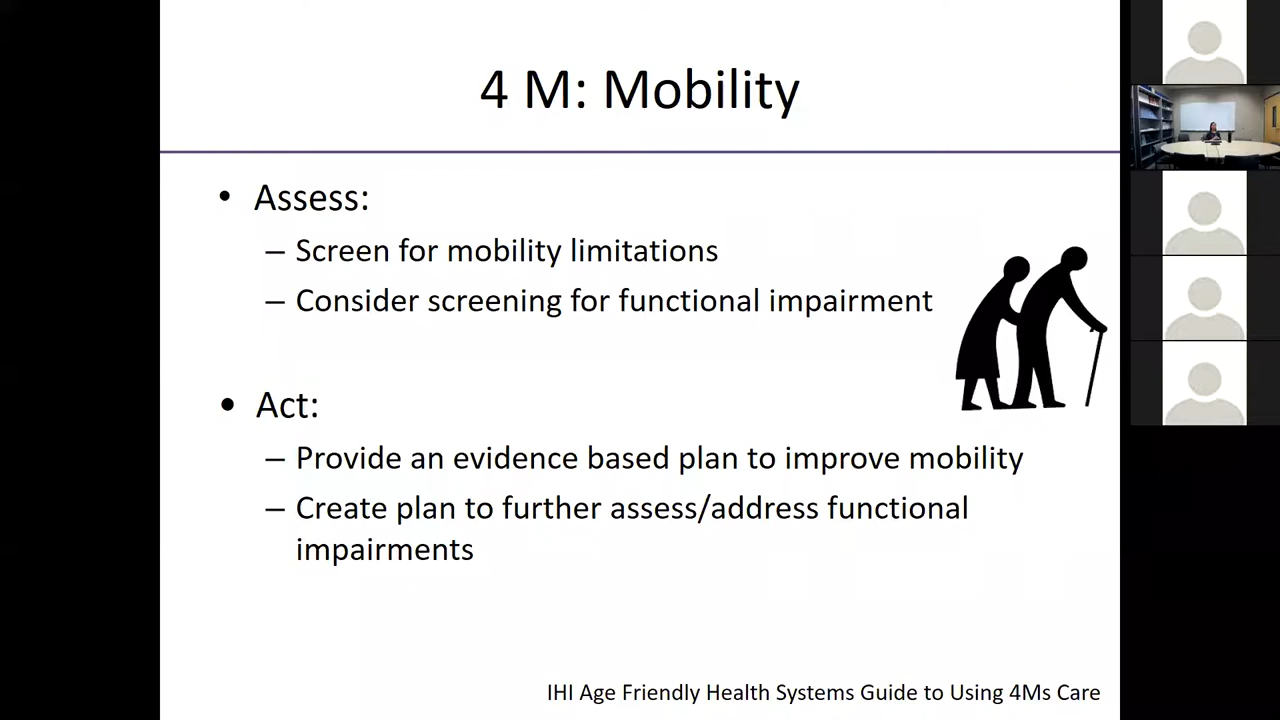 4 M: Mobility
• Assess:
– Screen for mobility limitations
– Consider screening for functional impairment
• Act:
– Provide an evidence based plan to improve mobility
– Create plan to further assess/address functional
impairments
IHI Age Friendly Health Systems Guide to Using 4Ms Care